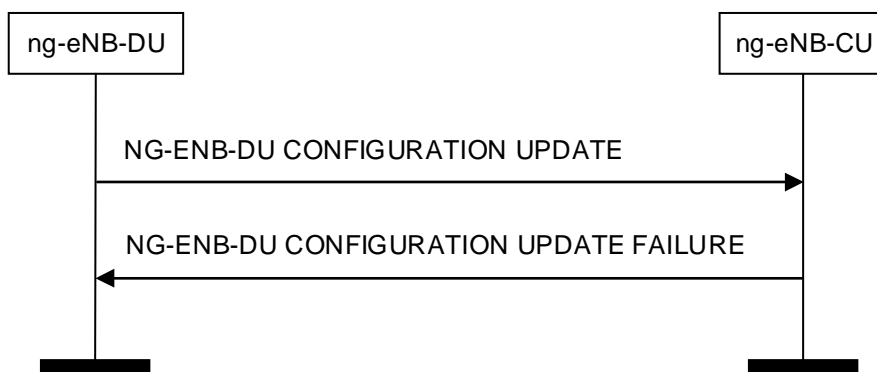 ng-eNB-DU
ng-eNB-CU
NG-ENB-DU CONFIGURATION UPDATE
NG-ENB-DU CONFIGURATION UPDATE FAILURE